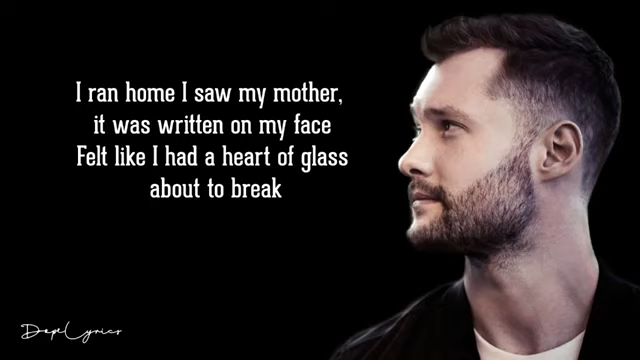 I ran home I saw my mother,
it was written on my face
Felt like I had a heart of glass
about to break
DopeLyrics